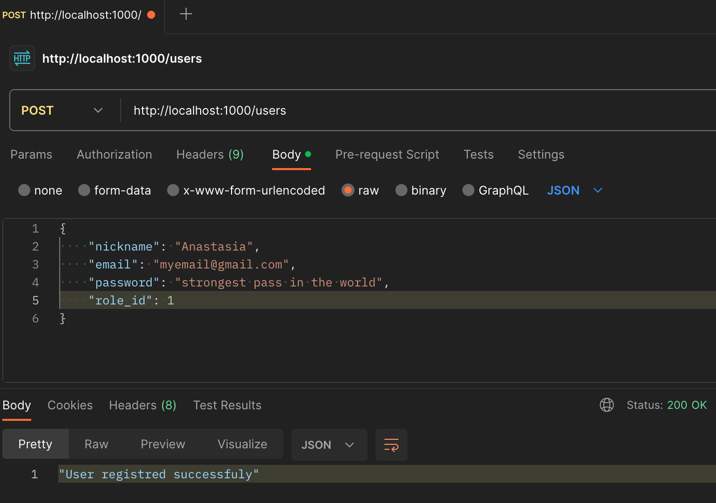 POST http://localhost:1000/
HTTP http://localhost:1000/users
POST http://localhost:1000/users
Params Authorization Headers (9) Body Pre-request Script Tests Settings
none form-data x-www-form-urlencoded raw binary GraphQL JSON
1 {
2 "nickname": "Anastasia",
3 "email": "myemail@gmail.com",
4 "password": "strongest pass in the world",
5 "role_id": 1
6 }
Body Cookies Headers (8) Test Results Status: 200 OK
Pretty Raw Preview Visualize JSON
1 "User registred successfuly"